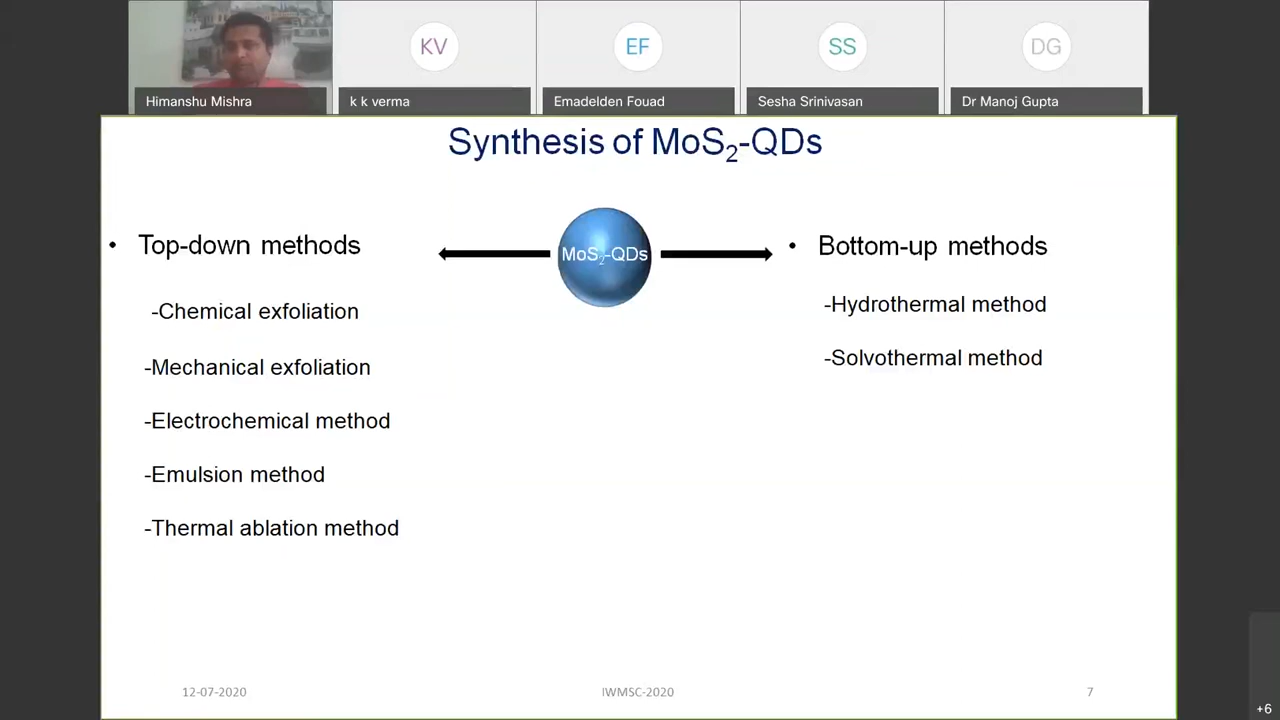 KV
EF
SS
DG
Himanshu Mishra
k k verma
Emadelden Fouad
Sesha Srinivasan
Dr Manoj Gupta
Synthesis of MoS2-QDs
• Top-down methods
MoS2-QDs
• Bottom-up methods
-Chemical exfoliation
-Mechanical exfoliation
-Electrochemical method
-Emulsion method
-Thermal ablation method
-Hydrothermal method
-Solvothermal method
12-07-2020
IWMSC-2020
7
+6